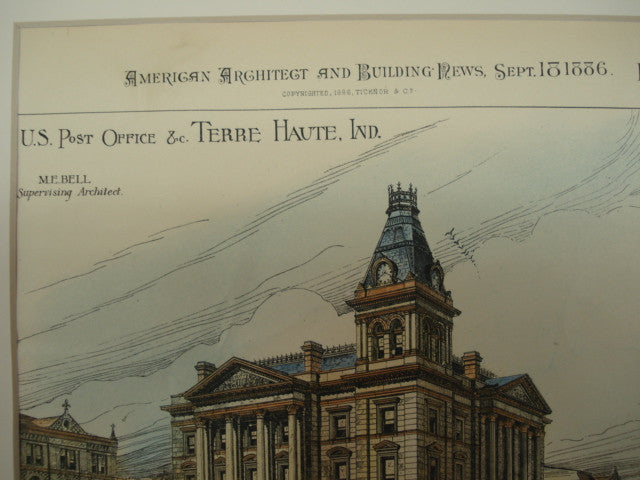 AMERICAN ARCHITECT AND BUILDING NEWS, SEPT. 18 1886.
COPYRIGHTED, 1886, TICKNOR & CO
U.S. POST OFFICE &c. TERRE HAUTE, IND.
M.E. BELL
Supervising Architect.